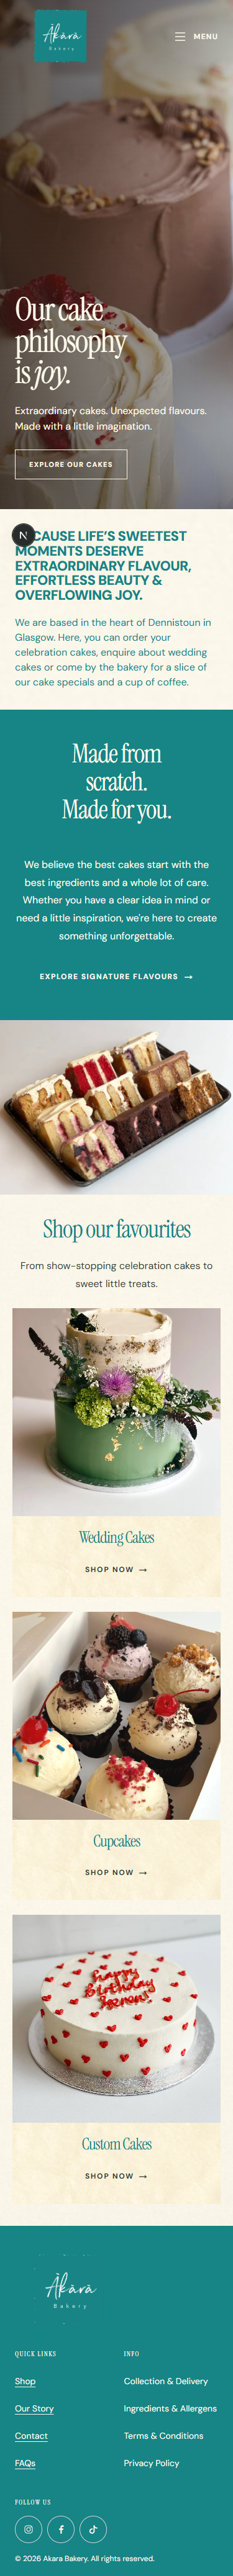 Àkàrà
Bakery
MENU
Our cake
philosophy
is joy.
Extraordinary cakes. Unexpected flavours.
Made with a little imagination.
EXPLORE OUR CAKES
N
CAUSE LIFE'S SWEETEST
MOMENTS DESERVE
EXTRAORDINARY FLAVOUR,
EFFORTLESS BEAUTY &
OVERFLOWING JOY.
We are based in the heart of Dennistoun in
Glasgow. Here, you can order your
celebration cakes, enquire about wedding
cakes or come by the bakery for a slice of
our cake specials and a cup of coffee.
Made from
scratch.
Made for you.
We believe the best cakes start with the
best ingredients and a whole lot of care.
Whether you have a clear idea in mind or
need a little inspiration, we're here to create
something unforgettable.
EXPLORE SIGNATURE FLAVOURS →
Shop our favourites
From show-stopping celebration cakes to
sweet little treats.
Wedding Cakes
SHOP NOW →
Cupcakes
SHOP NOW →
happy
Birthday
Custom Cakes
SHOP NOW →
Àkàrà
Bakery
QUICK LINKS
Shop
Our Story
Contact
FAQs
INFO
Collection & Delivery
Ingredients & Allergens
Terms & Conditions
Privacy Policy
FOLLOW US
© 2026 Akara Bakery. All rights reserved.